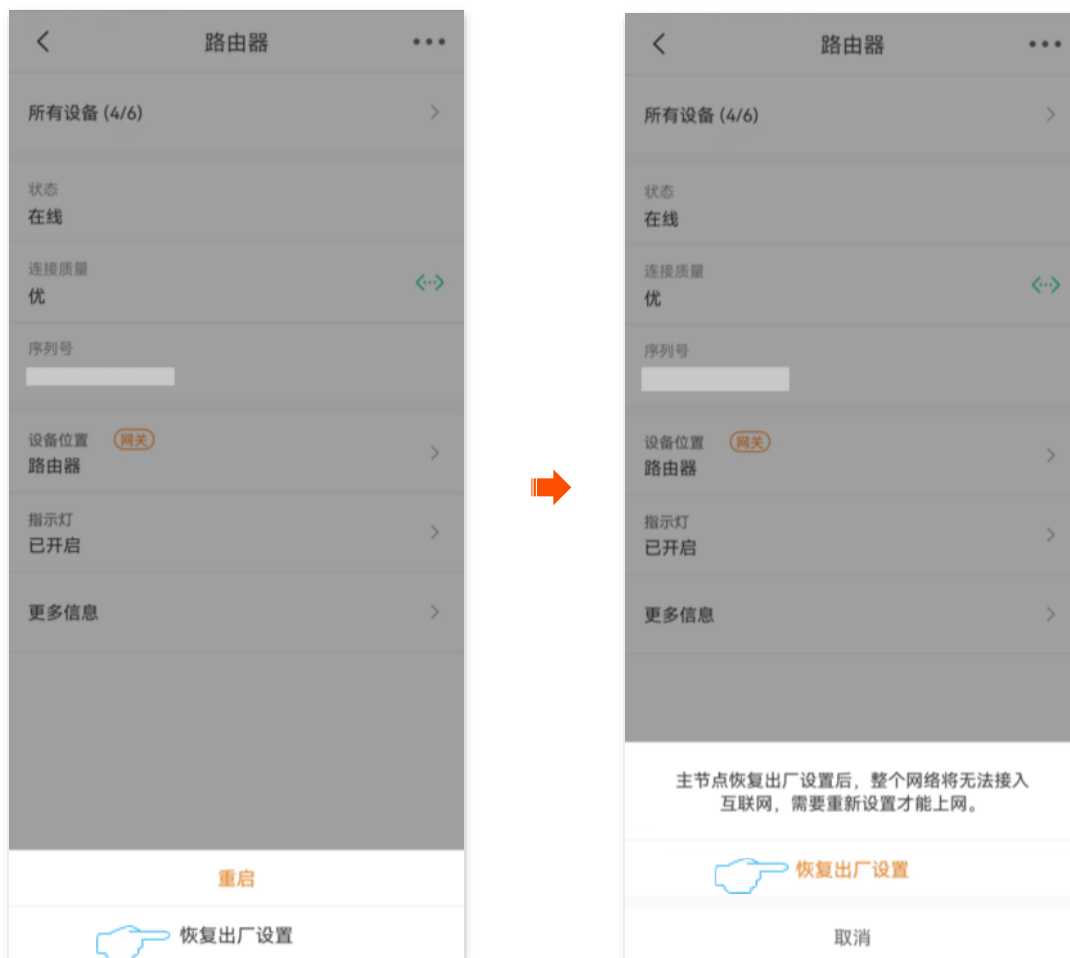 路由器
所有设备 (4/6)
状态
在线
连接质量
优
序列号
设备位置 网关
路由器
指示灯
已开启
更多信息
重启
恢复出厂设置
路由器
所有设备 (4/6)
状态
在线
连接质量
优
序列号
设备位置 网关
路由器
指示灯
已开启
更多信息
主节点恢复出厂设置后，整个网络将无法接入
互联网，需要重新设置才能上网。
恢复出厂设置
取消